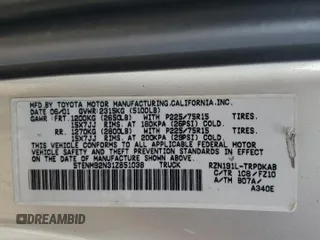 MFD BY TOYOTA MOTOR MANUFACTURING,CALIFORNIA.INC.
DATE 06/01 GVWR 2315KG (5100LB)
GAWR FRT.1200KG (2650LB) WITH P225/75R15 TIRES.
15X7JJ RIMS. AT 180KPA (26PSI) COLD.
RR. 1270KG (2800LB) WITH P225/75R15 TIRES.
15X7JJ RIMS. AT 200KPA (29PSI) COLD.
THIS VEHICLE CONFORMS TO ALL APPLICABLE
FEDERAL MOTOR VEHICLE SAFETY STANDARDS IN
EFFECT ON THE DATE OF MANUFACTURE SHOWN ABOVE.
5TENM92N31Z851038 TRUCK RZN191L-TRPDKAB
C/TR 1C8/FZ10
A/TM B07A/
A340E